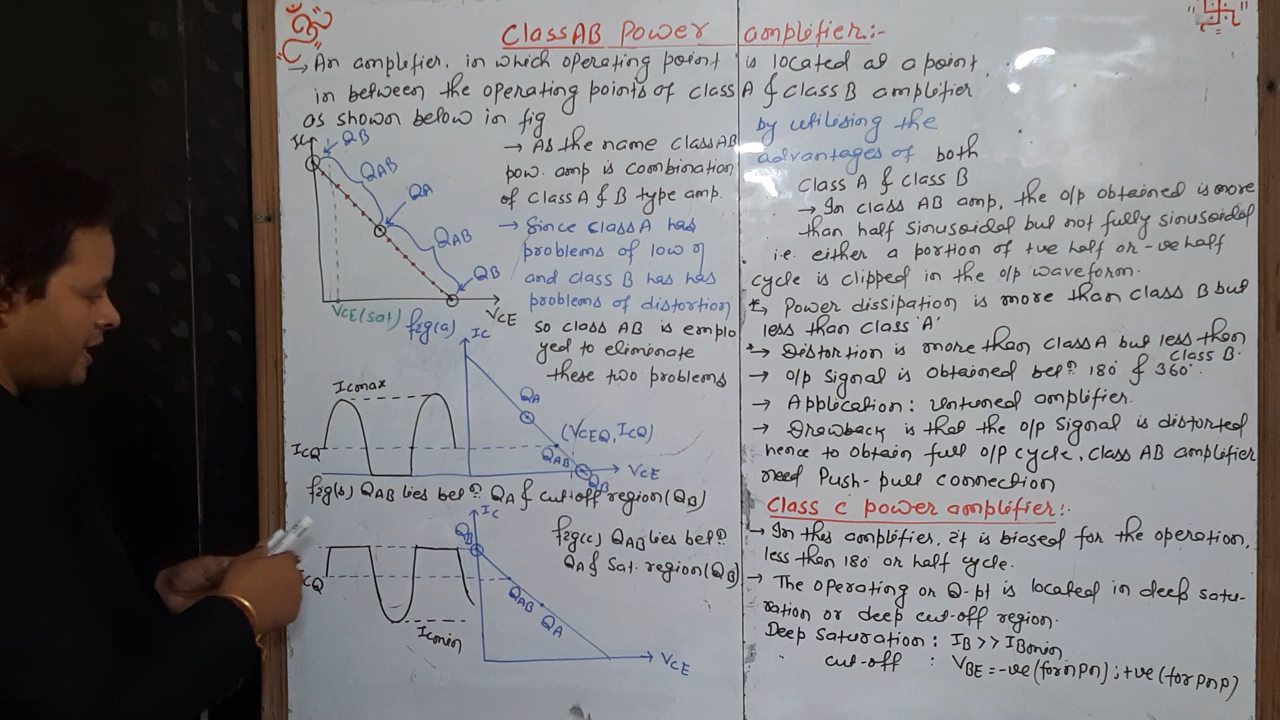 Class AB Power amplifier:-
→ An amplifier, in which operating point is located at a point
in between the operating points of class A & class B amplifier
as shown below in fig
IC
QB
QAB
QA
QAB
QB
VCE(sat)
VCE
fig(a)
→ As the name class AB
pow. amp is combination
of class A & B type amp.
→ Since class A has
problems of low η
and class B has has
problems of distortion
so class AB is emplo
yed to eliminate
these two problems
IC
ICmax
ICQ
QA
(VCEQ, ICQ)
QAB
QB
VCE
fig(b) QAB lies betn QA & cut-off region (QB)
IC
QB
fig(c) QAB lies betn
QA & Sat. region (QB)
ICQ
QAB
QA
ICmin
VCE
by utilising the
advantages of both
class A & class B
→ In class AB amp, the o/p obtained is more
than half sinusoidal but not fully sinusoidal
i.e. either a portion of +ve half or -ve half
cycle is clipped in the o/p waveform.
* Power dissipation is more than class B but
less than class 'A'
*→ Distortion is more than class A but less than
class B.
→ o/p signal is obtained betn 180° & 360°.
→ Application: untuned amplifier.
→ Drawback is that the o/p signal is distorted
hence to obtain full o/p cycle, class AB amplifier
need Push-pull connection
Class C power amplifier:-
→ In this amplifier, it is biased for the operation,
less than 180° or half cycle.
→ The operating or Q-pt is located in deep satu-
ration or deep cut-off region.
Deep Saturation : IB >> IBmin
cut-off : VBE = -ve (for npn) ; +ve (for pnp)